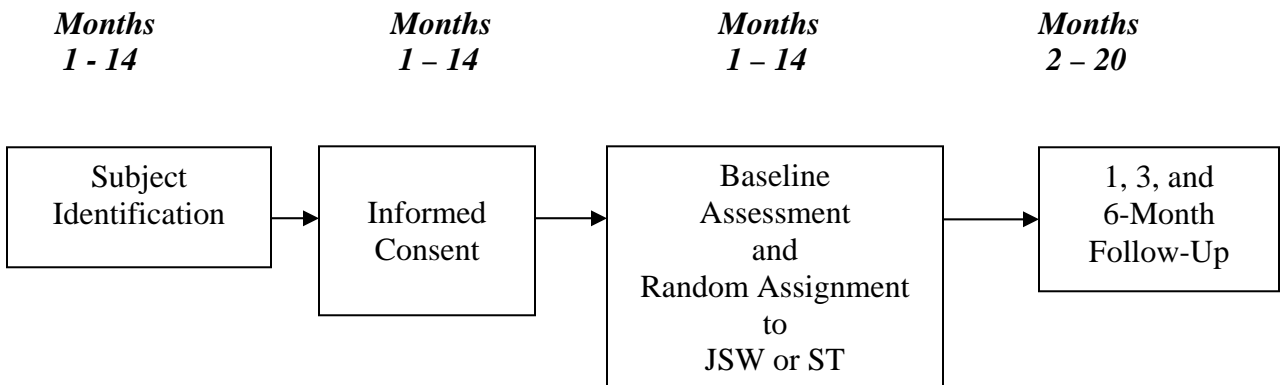 Months
1 - 14
Months
1 – 14
Months
1 – 14
Months
2 – 20
Subject
Identification
Informed
Consent
Baseline
Assessment
and
Random Assignment
to
JSW or ST
1, 3, and
6-Month
Follow-Up